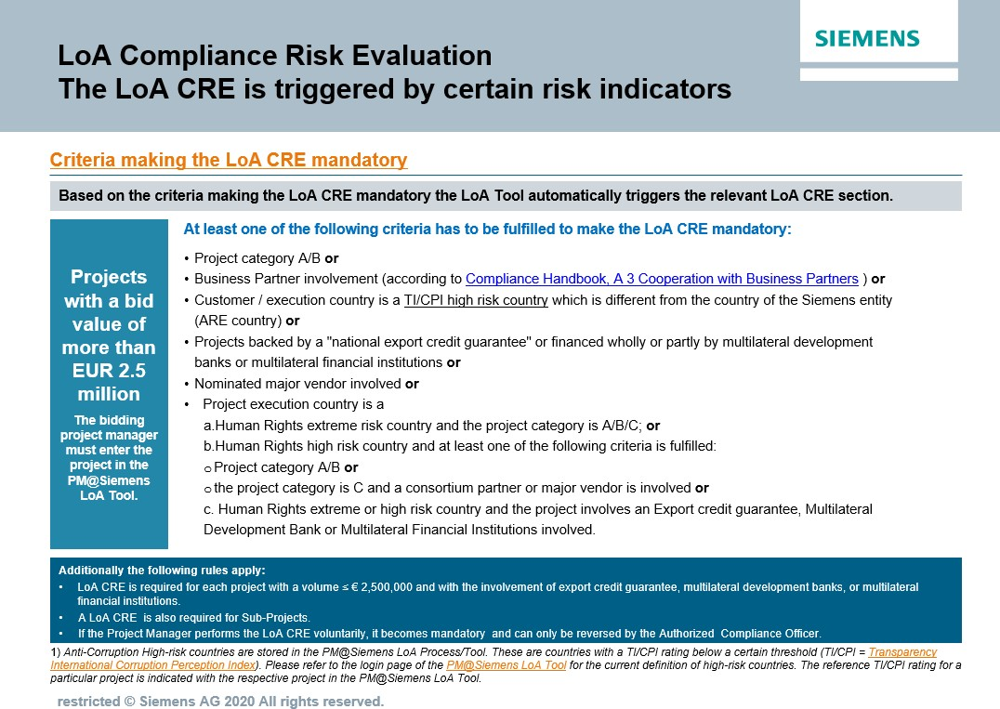 LoA Compliance Risk Evaluation
The LoA CRE is triggered by certain risk indicators
SIEMENS
Criteria making the LoA CRE mandatory
Based on the criteria making the LoA CRE mandatory the LoA Tool automatically triggers the relevant LoA CRE section.
Projects
with a bid
value of
more than
EUR 2.5
million
The bidding
project manager
must enter the
project in the
PM@Siemens
LoA Tool.
At least one of the following criteria has to be fulfilled to make the LoA CRE mandatory:
• Project category A/B or
• Business Partner involvement (according to Compliance Handbook, A 3 Cooperation with Business Partners ) or
• Customer / execution country is a TI/CPI high risk country which is different from the country of the Siemens entity
(ARE country) or
• Projects backed by a "national export credit guarantee" or financed wholly or partly by multilateral development
banks or multilateral financial institutions or
• Nominated major vendor involved or
• Project execution country is a
a.Human Rights extreme risk country and the project category is A/B/C; or
b.Human Rights high risk country and at least one of the following criteria is fulfilled:
o Project category A/B or
o the project category is C and a consortium partner or major vendor is involved or
c. Human Rights extreme or high risk country and the project involves an Export credit guarantee, Multilateral
Development Bank or Multilateral Financial Institutions involved.
Additionally the following rules apply:
• LoA CRE is required for each project with a volume ≤ € 2,500,000 and with the involvement of export credit guarantee, multilateral development banks, or multilateral
financial institutions.
• A LoA CRE is also required for Sub-Projects.
• If the Project Manager performs the LoA CRE voluntarily, it becomes mandatory and can only be reversed by the Authorized Compliance Officer.
1) Anti-Corruption High-risk countries are stored in the PM@Siemens LoA Process/Tool. These are countries with a TI/CPI rating below a certain threshold (TI/CPI = Transparency
International Corruption Perception Index). Please refer to the login page of the PM@Siemens LoA Tool for the current definition of high-risk countries. The reference TI/CPI rating for a
particular project is indicated with the respective project in the PM@Siemens LoA Tool.
restricted © Siemens AG 2020 All rights reserved.